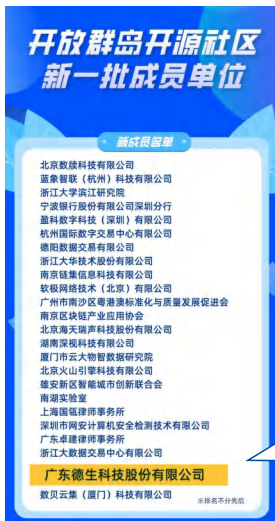 开放群岛开源社区
新一批成员单位
新成员名单
北京数牍科技有限公司
蓝象智联（杭州）科技有限公司
浙江大学滨江研究院
宁波银行股份有限公司深圳分行
盈科数字科技（深圳）有限公司
杭州国际数字交易中心有限公司
德阳数据交易有限公司
浙江大华技术股份有限公司
南京链集信息科技有限公司
软极网络技术（北京）有限公司
广州市南沙区粤港澳标准化与质量发展促进会
南京区块链产业应用协会
北京海天瑞声科技股份有限公司
湖南深视科技有限公司
厦门市云大物智数据研究院
北京火山引擎科技有限公司
雄安新区智能城市创新联合会
南湖实验室
上海国瓴律师事务所
深圳市网安计算机安全检测技术有限公司
广东卓建律师事务所
浙江大数据交易中心有限公司
广东德生科技股份有限公司
数贝云集（厦门）科技有限公司
※排名不分先后